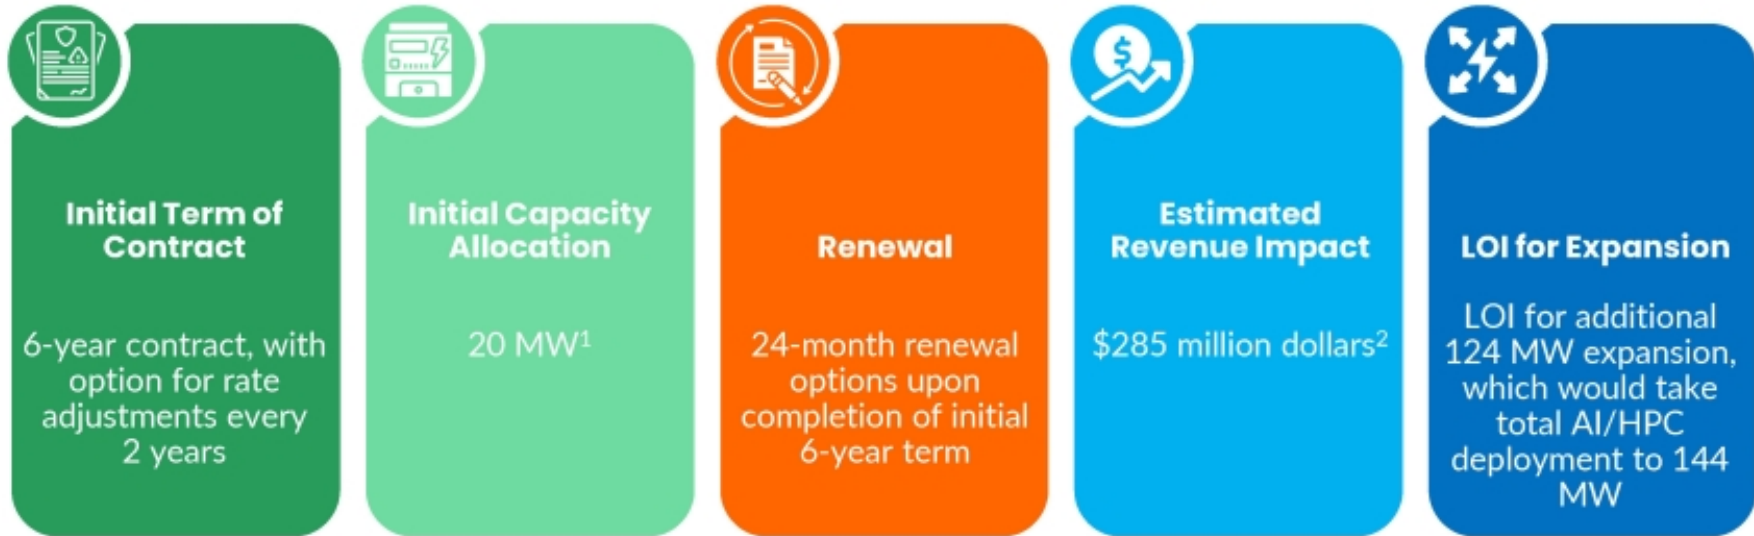 Initial Term of
Contract
6-year contract, with
option for rate
adjustments every
2 years
Initial Capacity
Allocation
20 MW¹
Renewal
24-month renewal
options upon
completion of initial
6-year term
Estimated
Revenue Impact
$285 million dollars²
LOI for Expansion
LOI for additional
124 MW expansion,
which would take
total AI/HPC
deployment to 144
MW